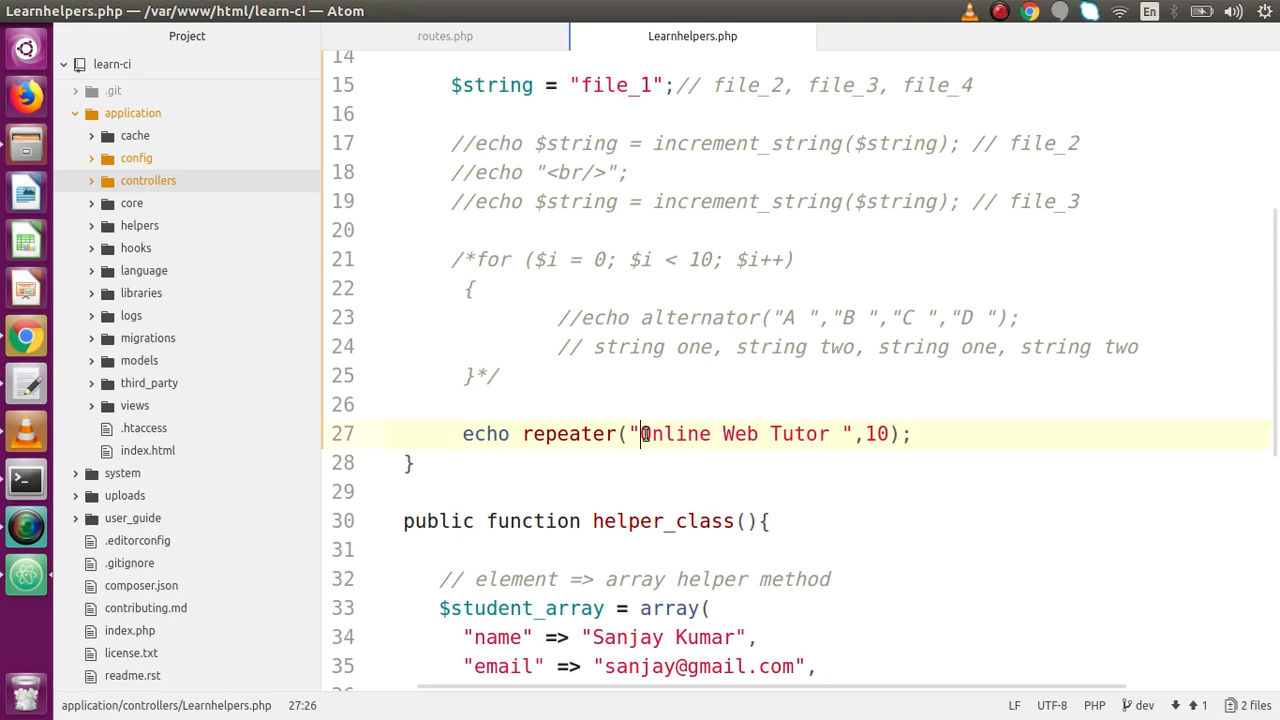 Learnhelpers.php — /var/www/html/learn-ci — Atom
En
Project
routes.php
Learnhelpers.php
learn-ci
.git
application
cache
config
controllers
core
helpers
hooks
language
libraries
logs
migrations
models
third_party
views
.htaccess
index.html
system
uploads
user_guide
.editorconfig
.gitignore
composer.json
contributing.md
index.php
license.txt
readme.rst
14
15 $string = "file_1";// file_2, file_3, file_4
16
17 //echo $string = increment_string($string); // file_2
18 //echo "<br/>";
19 //echo $string = increment_string($string); // file_3
20
21 /*for ($i = 0; $i < 10; $i++)
22 {
23 //echo alternator("A ","B ","C ","D ");
24 // string one, string two, string one, string two
25 }*/
26
27 echo repeater("Online Web Tutor ",10);
28 }
29
30 public function helper_class(){
31
32 // element => array helper method
33 $student_array = array(
34 "name" => "Sanjay Kumar",
35 "email" => "sanjay@gmail.com",
application/controllers/Learnhelpers.php 27:26 LF UTF-8 PHP dev 1 2 files